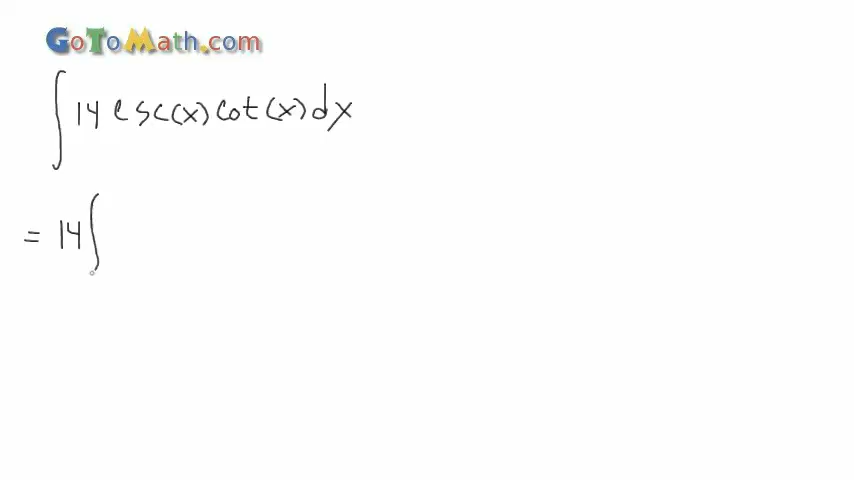 GoToMath.com
∫ 14 csc(x) cot(x) dx
= 14 ∫